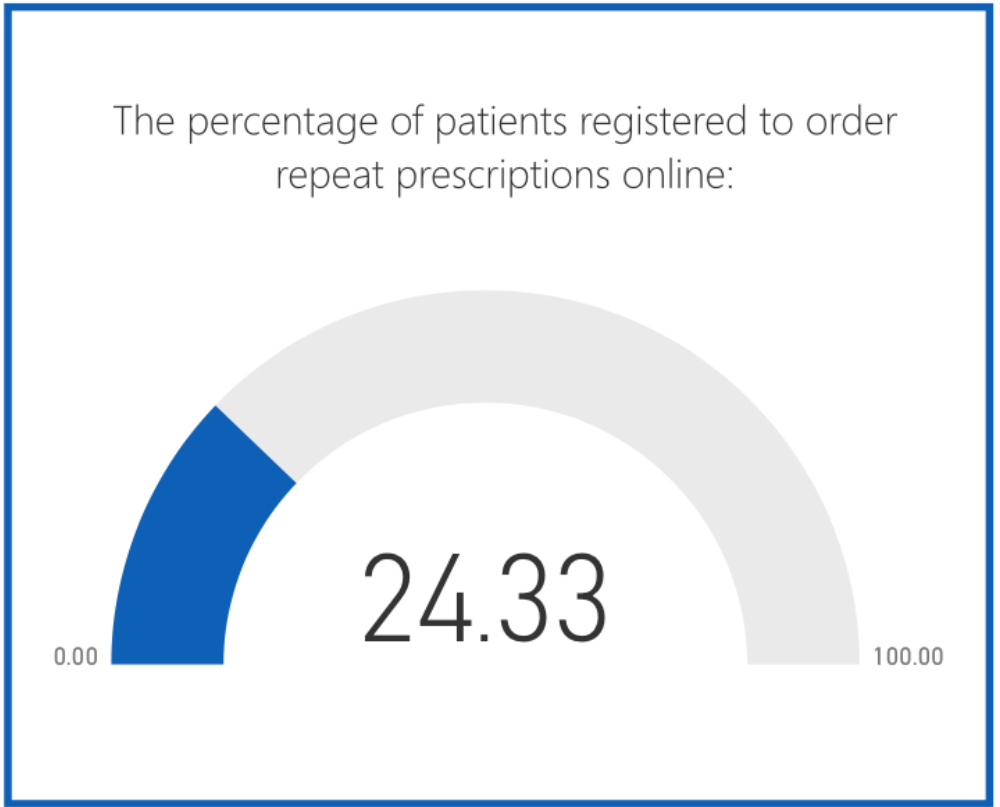 The percentage of patients registered to order
repeat prescriptions online:
24.33
0.00
100.00